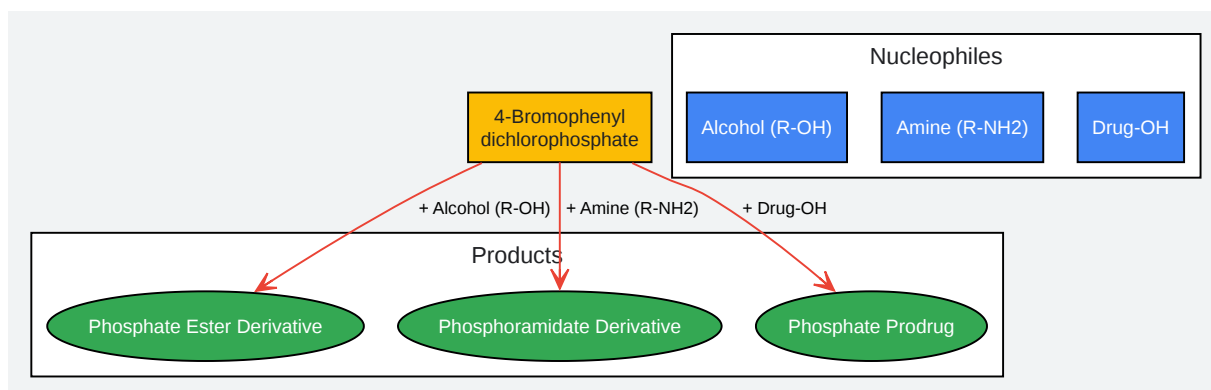 Nucleophiles
4-Bromophenyl
dichlorophosphate
Alcohol (R-OH)
Amine (R-NH2)
Drug-OH
+ Alcohol (R-OH)
+ Amine (R-NH2)
+ Drug-OH
Products
Phosphate Ester Derivative
Phosphoramidate Derivative
Phosphate Prodrug